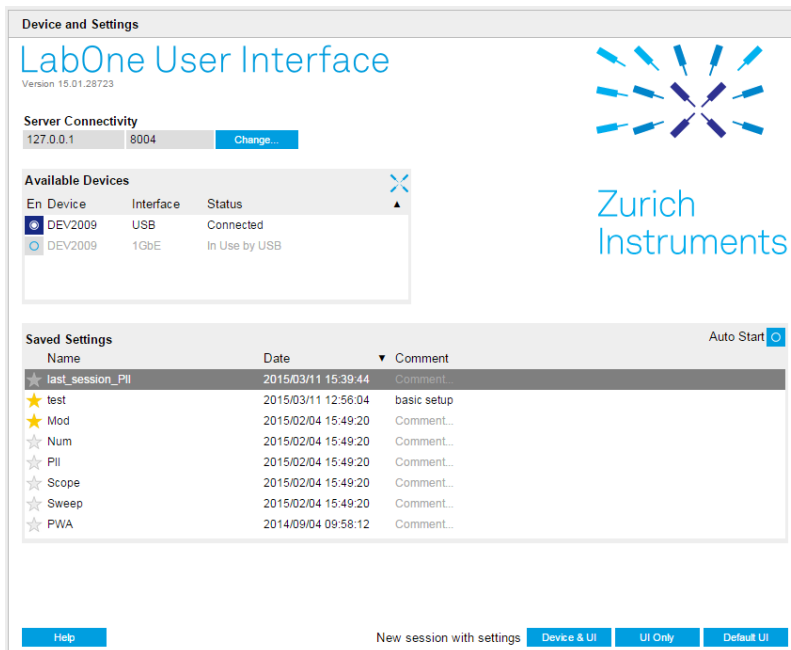 Device and Settings
LabOne User Interface
Version 15.01.28723
Server Connectivity
127.0.0.1 8004 Change...
Available Devices
En Device Interface Status
DEV2009 USB Connected
DEV2009 1GbE In Use by USB
Zurich
Instruments
Saved Settings Auto Start
Name Date Comment
last_session_Pll 2015/03/11 15:39:44 Comment...
test 2015/03/11 12:56:04 basic setup
Mod 2015/02/04 15:49:20 Comment...
Num 2015/02/04 15:49:20 Comment...
Pll 2015/02/04 15:49:20 Comment...
Scope 2015/02/04 15:49:20 Comment...
Sweep 2015/02/04 15:49:20 Comment...
PWA 2014/09/04 09:58:12 Comment...
Help New session with settings Device & UI UI Only Default UI